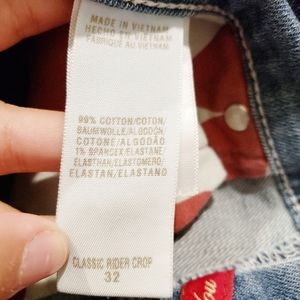 MADE IN VIETNAM
HECHO EN VIETNAM
FABRIQUÉ AU VIETNAM
99% COTTON/COTON/
BAUMWOLLE/ALGODÓN/
COTONE/ALGODÃO
1% SPANDEX/ELASTANE/
ELASTHAN/ELASTOMERO/
ELASTAN/ELASTANO
CLASSIC RIDER CROP
32